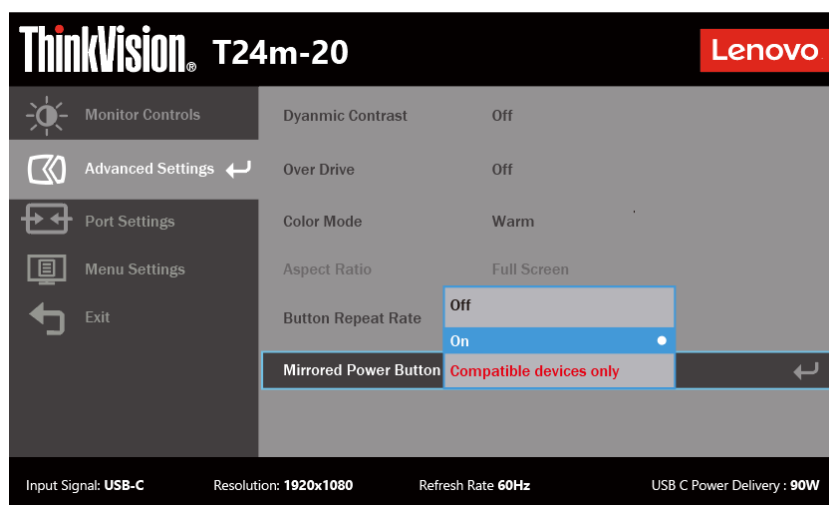 ThinkVision® T24m-20
Lenovo
Monitor Controls
Advanced Settings
Port Settings
Menu Settings
Exit
Dyanmic Contrast Off
Over Drive Off
Color Mode Warm
Aspect Ratio Full Screen
Button Repeat Rate
Mirrored Power Button
Off
On
Compatible devices only
Input Signal: USB-C Resolution: 1920x1080 Refresh Rate 60Hz USB C Power Delivery : 90W